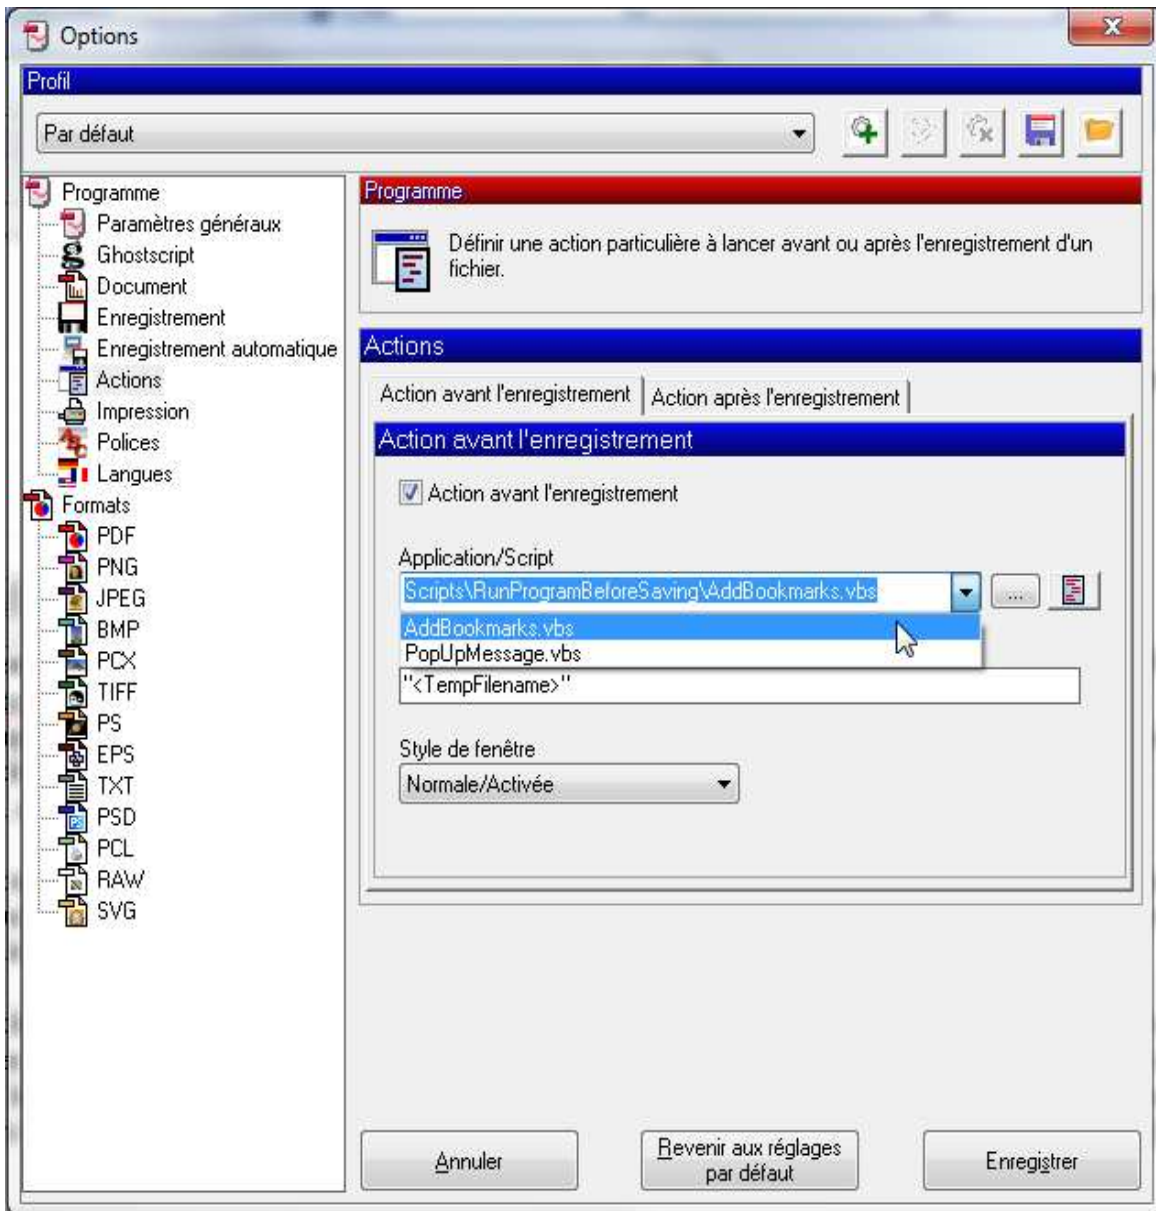 Options
Profil
Par défaut
Programme
Paramètres généraux
Ghostscript
Document
Enregistrement
Enregistrement automatique
Actions
Impression
Polices
Langues
Formats
PDF
PNG
JPEG
BMP
PCX
TIFF
PS
EPS
TXT
PSD
PCL
RAW
SVG
Programme
Définir une action particulière à lancer avant ou après l'enregistrement d'un
fichier.
Actions
Action avant l'enregistrement
Action après l'enregistrement
Action avant l'enregistrement
Action avant l'enregistrement
Application/Script
Scripts\RunProgramBeforeSaving\AddBookmarks.vbs
...
AddBookmarks.vbs
PopUpMessage.vbs
"<TempFilename>"
Style de fenêtre
Normale/Activée
Annuler
Revenir aux réglages
par défaut
Enregistrer